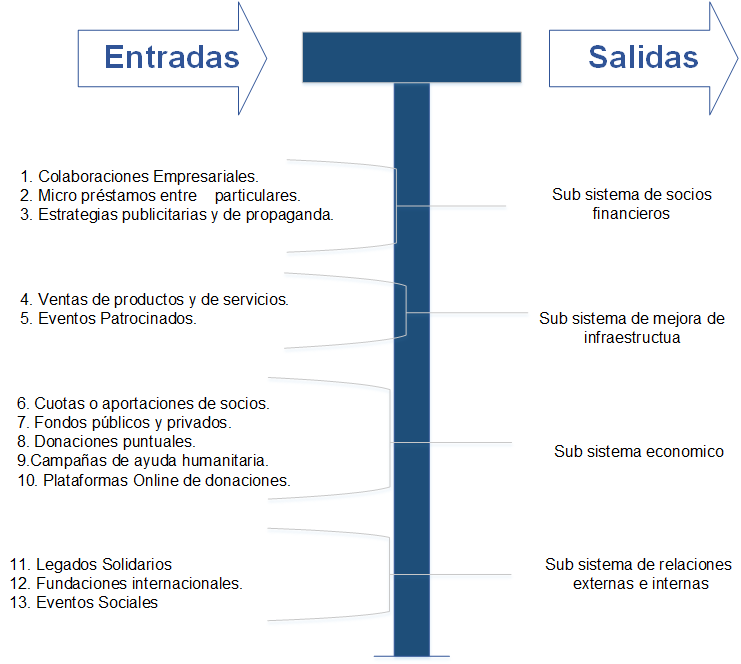 Entradas
Salidas
1. Colaboraciones Empresariales.
2. Micro préstamos entre particulares.
3. Estrategias publicitarias y de propaganda.
Sub sistema de socios
financieros
4. Ventas de productos y de servicios.
5. Eventos Patrocinados.
Sub sistema de mejora de
infraestructua
6. Cuotas o aportaciones de socios.
7. Fondos públicos y privados.
8. Donaciones puntuales.
9.Campañas de ayuda humanitaria.
10. Plataformas Online de donaciones.
Sub sistema economico
11. Legados Solidarios
12. Fundaciones internacionales.
13. Eventos Sociales
Sub sistema de relaciones
externas e internas